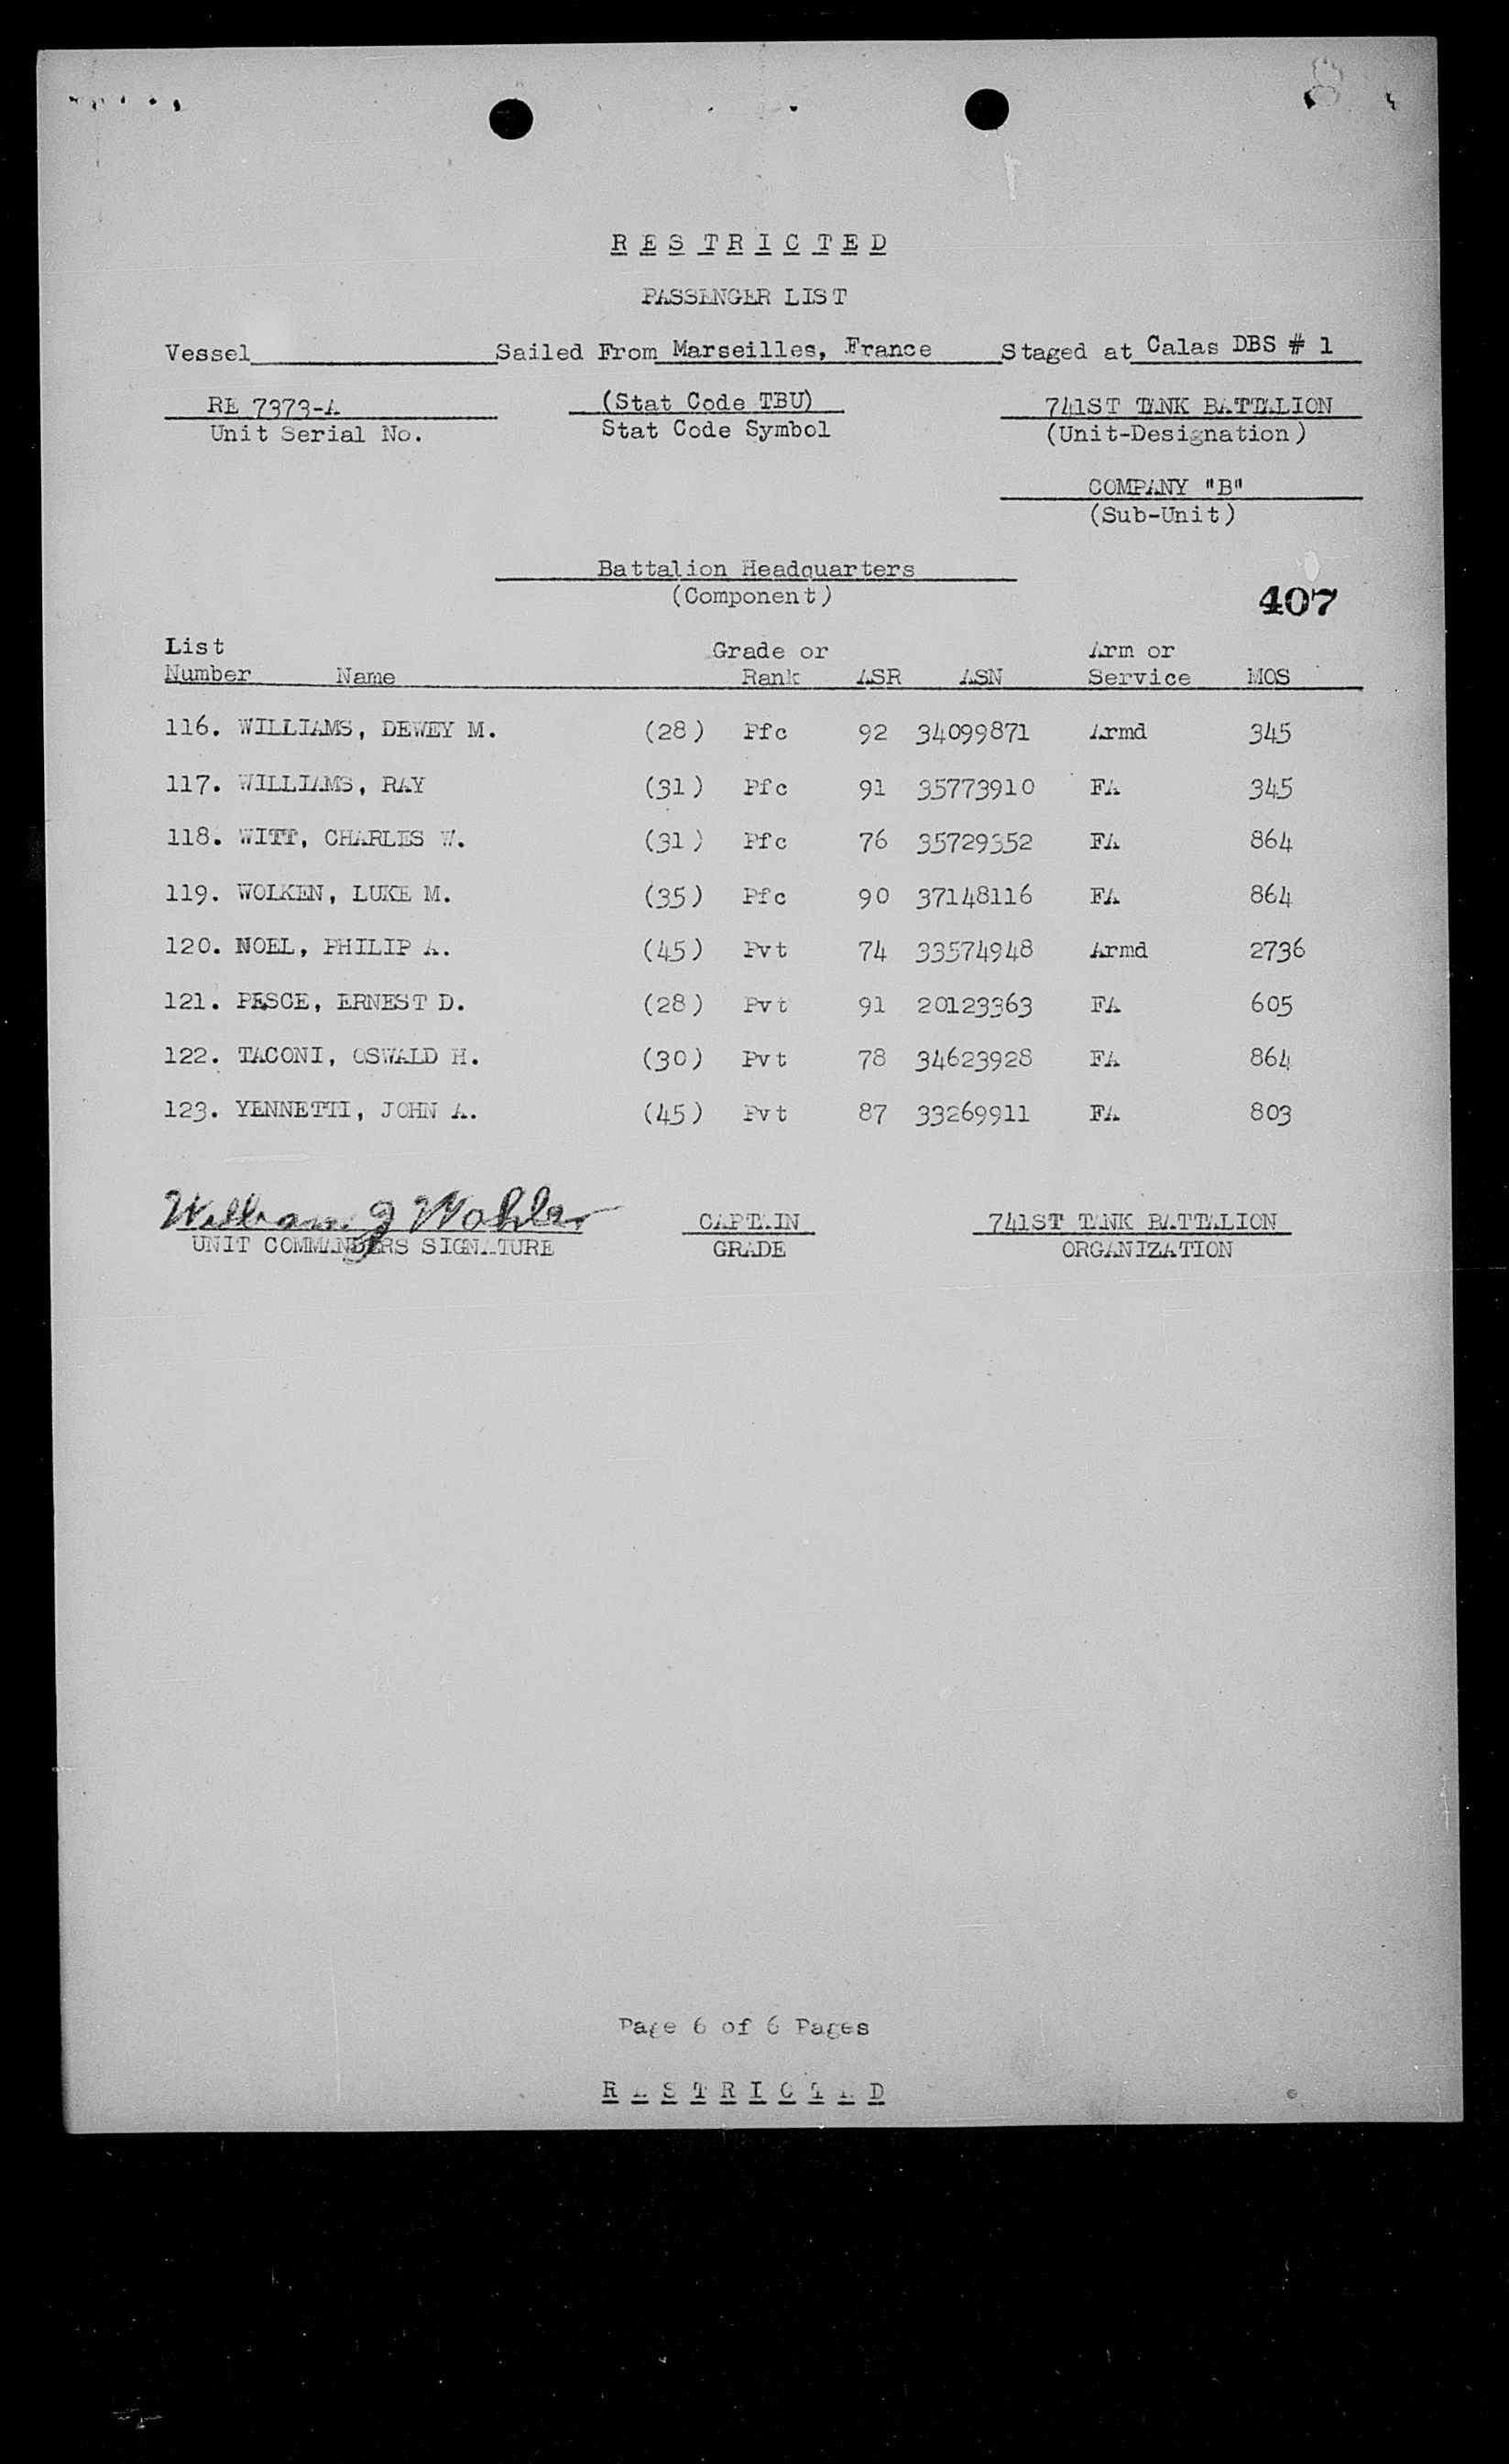 R E S T R I C T E D
PASSENGER LIST
Vessel Sailed From Marseilles, France Staged at Calas DBS # 1
RE 7373-A (Stat Code TBU) 741ST TANK BATTALION
Unit Serial No. Stat Code Symbol (Unit-Designation)
COMPANY "B"
(Sub-Unit)
Battalion Headquarters
(Component) 407
List Grade or Arm or
Number Name Rank ASR ASN Service MOS
116. WILLIAMS, DEWEY M. (28) Pfc 92 34099871 Armd 345
117. WILLIAMS, RAY (31) Pfc 91 35773910 FA 345
118. WITT, CHARLES W. (31) Pfc 76 35729352 FA 864
119. WOLKEN, LUKE M. (35) Pfc 90 37148116 FA 864
120. NOEL, PHILIP A. (45) Pvt 74 33574948 Armd 2736
121. PESCE, ERNEST D. (28) Pvt 91 20123363 FA 605
122. TACONI, OSWALD H. (30) Pvt 78 34623928 FA 864
123. YENNETTI, JOHN A. (45) Pvt 87 33269911 FA 803
William J Wohler CAPTAIN 741ST TANK BATTALION
UNIT COMMANDERS SIGNATURE GRADE ORGANIZATION
Page 6 of 6 Pages
R E S T R I C T E D